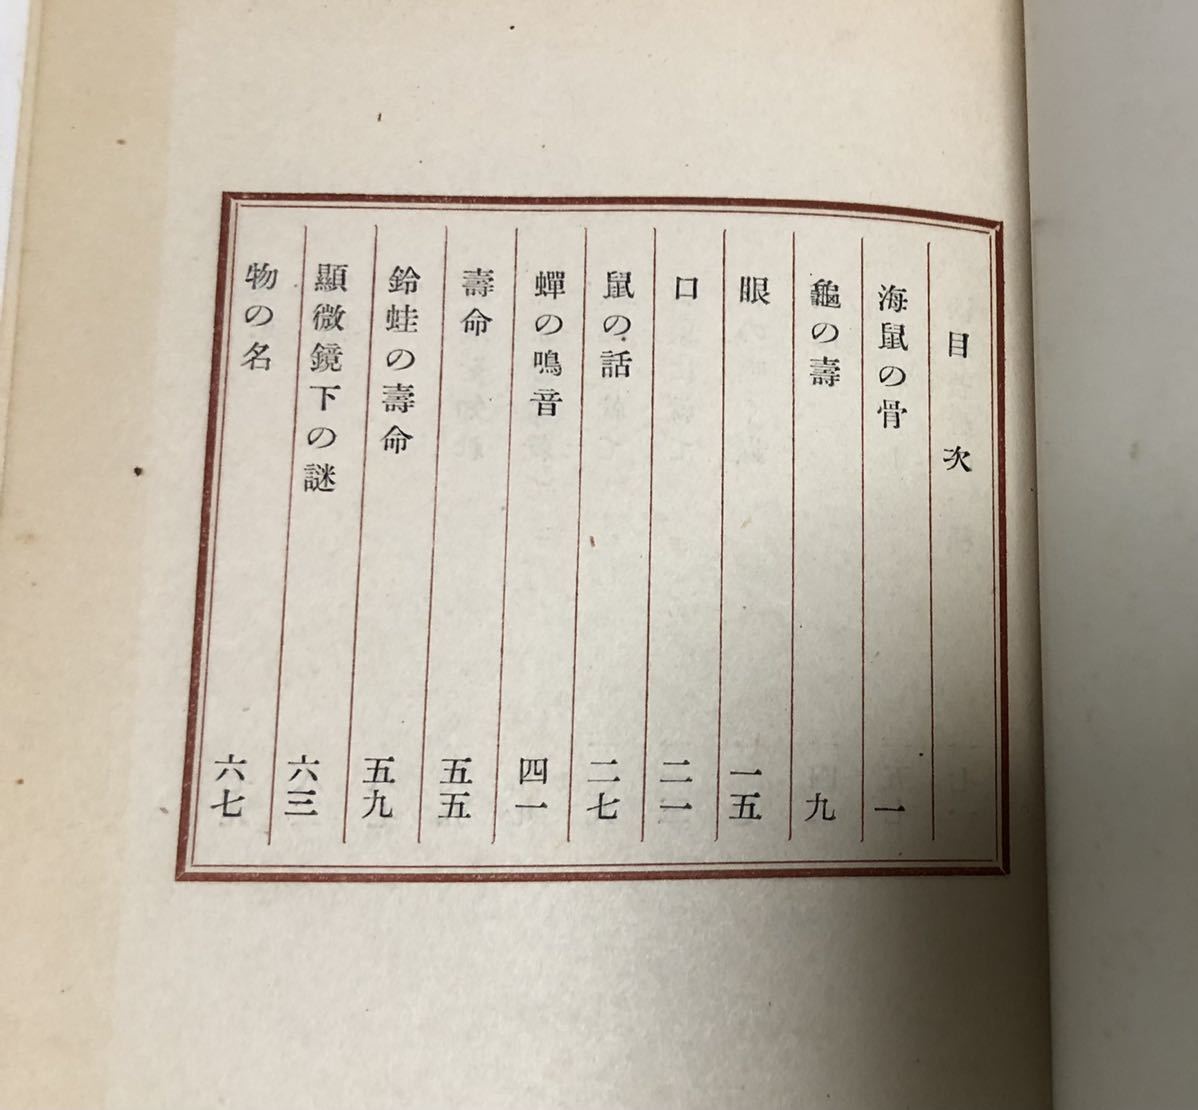 目次
海鼠の骨 一
龜の壽 九
眼 一五
口 二一
鼠の話 二七
蟬の鳴音 四一
壽命 五五
鈴蛙の壽命 五九
顯微鏡下の謎 六三
物の名 六七